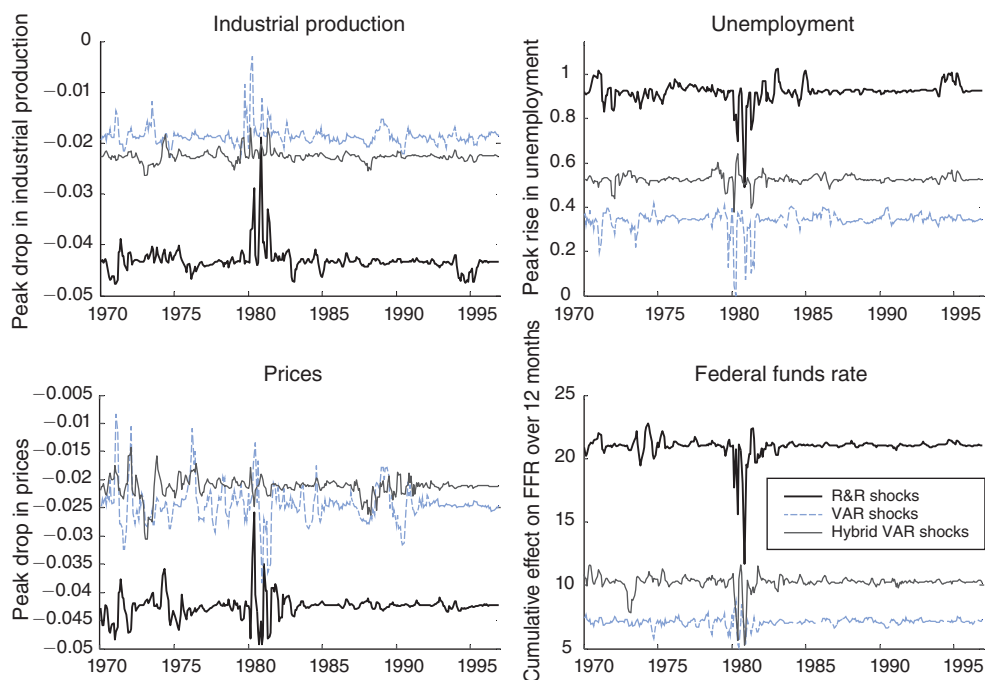 Industrial production
Peak drop in industrial production
0
−0.01
−0.02
−0.03
−0.04
−0.05
1970 1975 1980 1985 1990 1995
Unemployment
Peak rise in unemployment
1
0.8
0.6
0.4
0.2
0
1970 1975 1980 1985 1990 1995
Prices
Peak drop in prices
−0.005
−0.01
−0.015
−0.02
−0.025
−0.03
−0.035
−0.04
−0.045
−0.05
1970 1975 1980 1985 1990 1995
Federal funds rate
Cumulative effect on FFR over 12 months
25
20
15
10
5
1970 1975 1980 1985 1990 1995
R&R shocks
VAR shocks
Hybrid VAR shocks